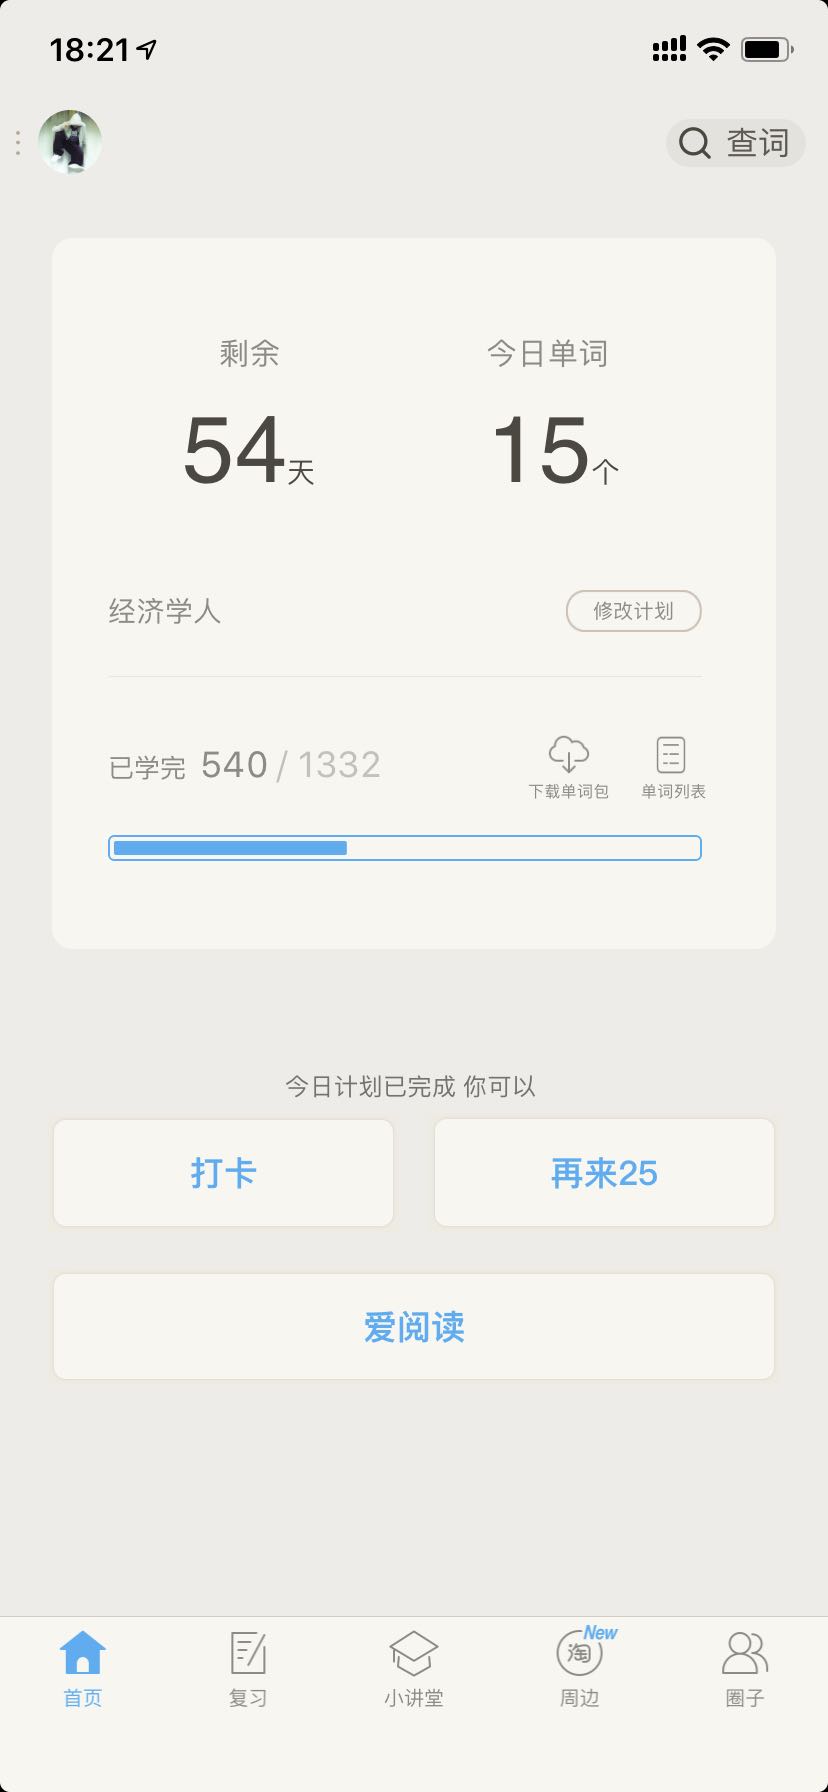 18:21
查词
剩余 今日单词
54天 15个
经济学人 修改计划
已学完 540 / 1332
下载单词包 单词列表
今日计划已完成 你可以
打卡 再来25
爱阅读
New
淘
首页 复习 小讲堂 周边 圈子